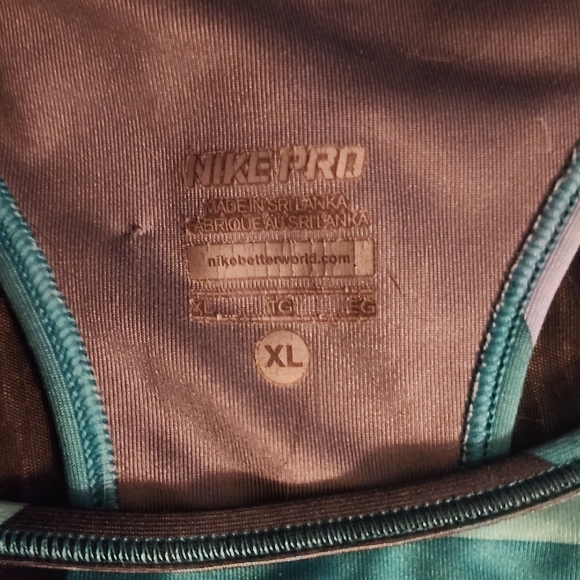 NIKE PRO
MADE IN SRI LANKA
FABRIQUE AU SRI LANKA
nikebetterworld.com
XL TG EG
XL